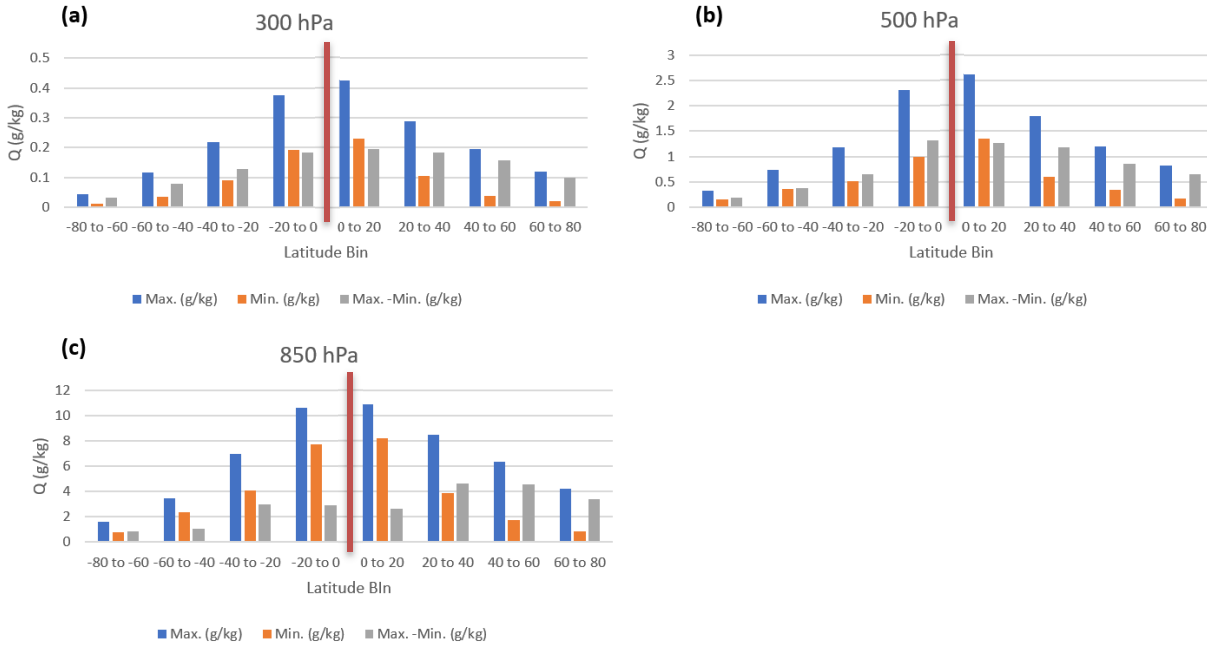 (a)
300 hPa
0.5
0.4
0.3
0.2
0.1
0
Q (g/kg)
-80 to -60 -60 to -40 -40 to -20 -20 to 0 0 to 20 20 to 40 40 to 60 60 to 80
Latitude Bin
Max. (g/kg) Min. (g/kg) Max. -Min. (g/kg)
(b)
500 hPa
3
2.5
2
1.5
1
0.5
0
Q (g/kg)
-80 to -60 -60 to -40 -40 to -20 -20 to 0 0 to 20 20 to 40 40 to 60 60 to 80
Latitude Bin
Max. (g/kg) Min. (g/kg) Max. -Min. (g/kg)
(c)
850 hPa
12
10
8
6
4
2
0
Q (g/kg)
-80 to -60 -60 to -40 -40 to -20 -20 to 0 0 to 20 20 to 40 40 to 60 60 to 80
Latitude BIn
Max. (g/kg) Min. (g/kg) Max. -Min. (g/kg)